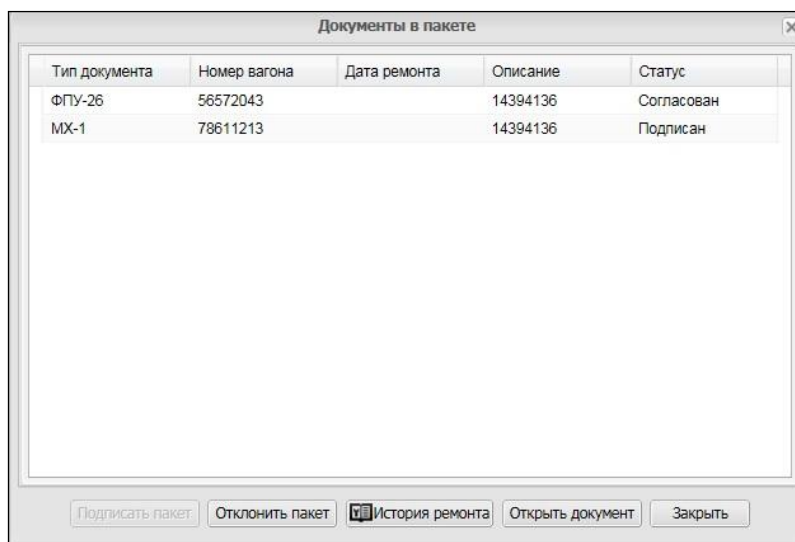 Документы в пакете
Тип документа Номер вагона Дата ремонта Описание Статус
ФПУ-26 56572043 14394136 Согласован
МХ-1 78611213 14394136 Подписан
Подписать пакет Отклонить пакет История ремонта Открыть документ Закрыть